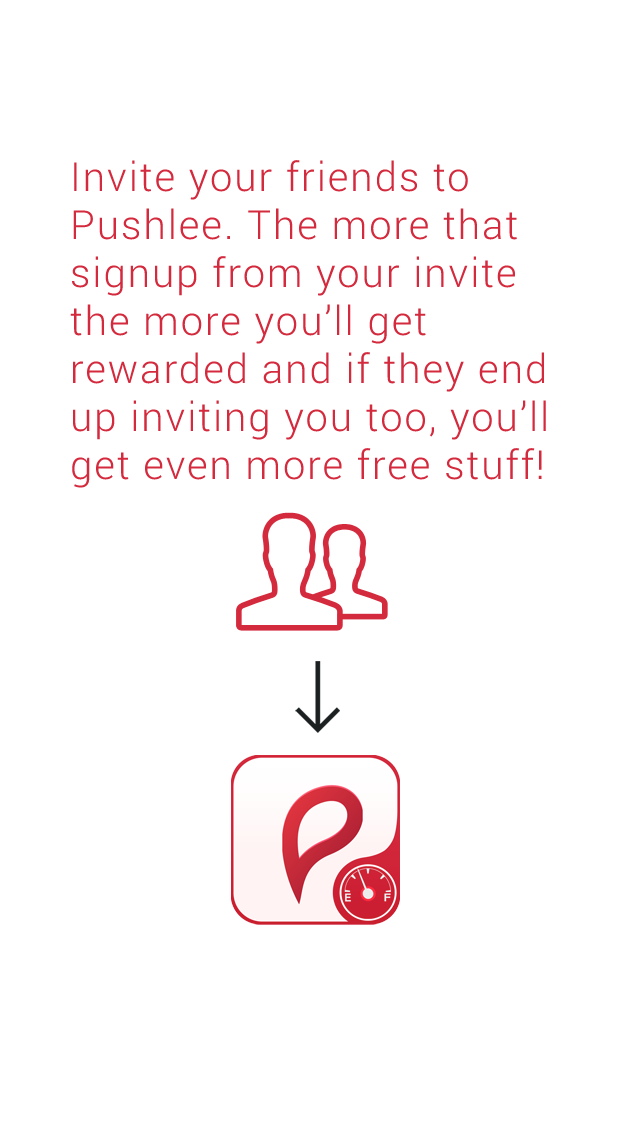 Invite your friends to
Pushlee. The more that
signup from your invite
the more you’ll get
rewarded and if they end
up inviting you too, you’ll
get even more free stuff!
E F